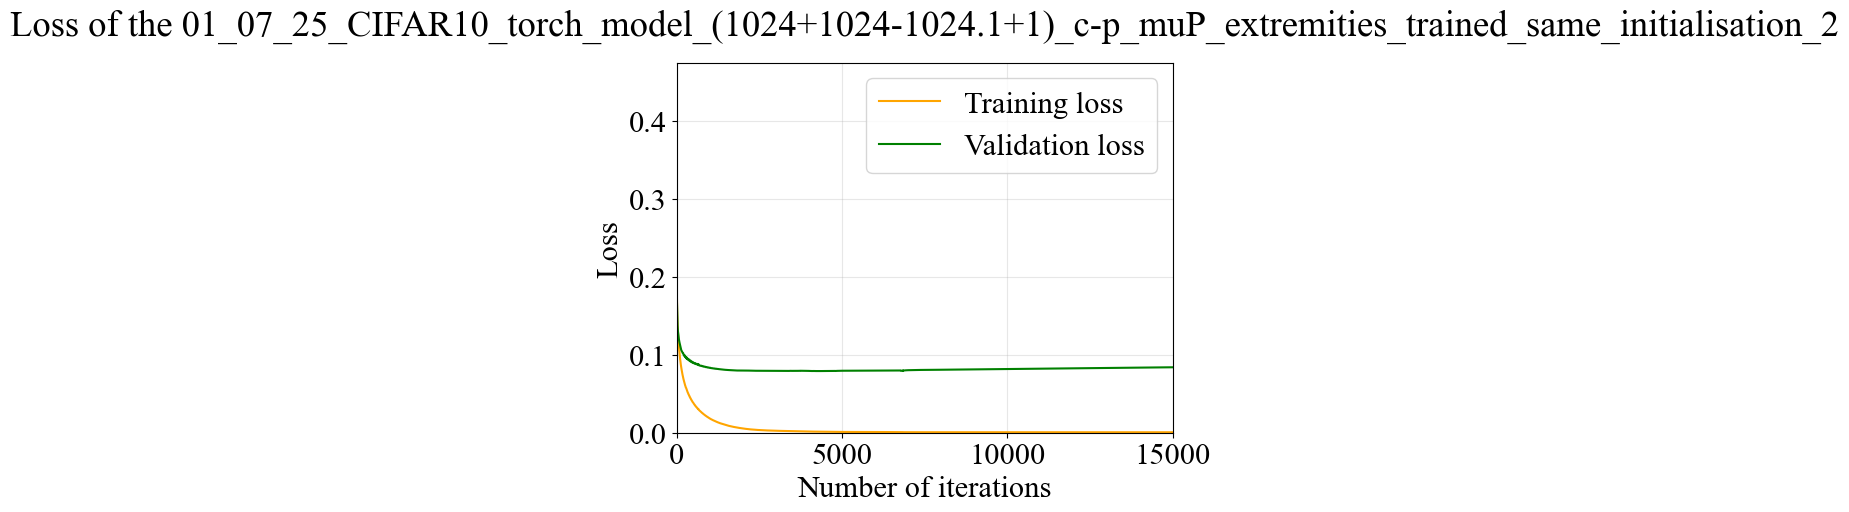 Loss of the 01_07_25_CIFAR10_torch_model_(1024+1024-1024.1+1)_c-p_muP_extremities_trained_same_initialisation_2
Training loss
Validation loss
0.4
0.3
0.2
0.1
0.0
Loss
0 5000 10000 15000
Number of iterations